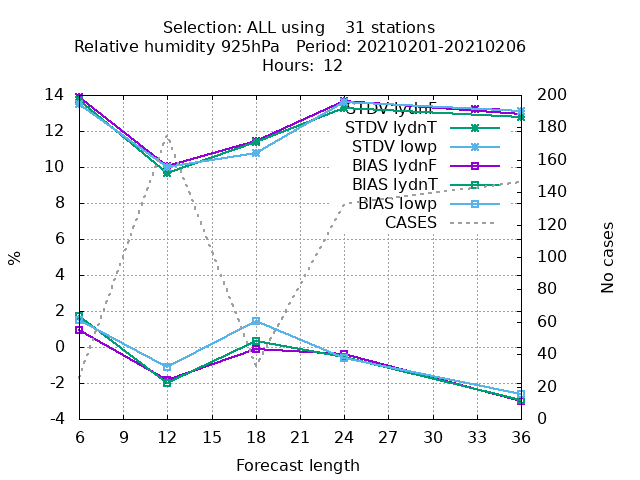 Selection: ALL using    31 stations
Relative humidity 925hPa   Period: 20210201-20210206
Hours: 12
14
12
10
8
6
4
2
0
-2
-4
%
200
180
160
140
120
100
80
60
40
20
0
No cases
STDV lydnF
STDV lydnT
STDV lowp
BIAS lydnF
BIAS lydnT
BIAS lowp
CASES
6 9 12 15 18 21 24 27 30 33 36
Forecast length